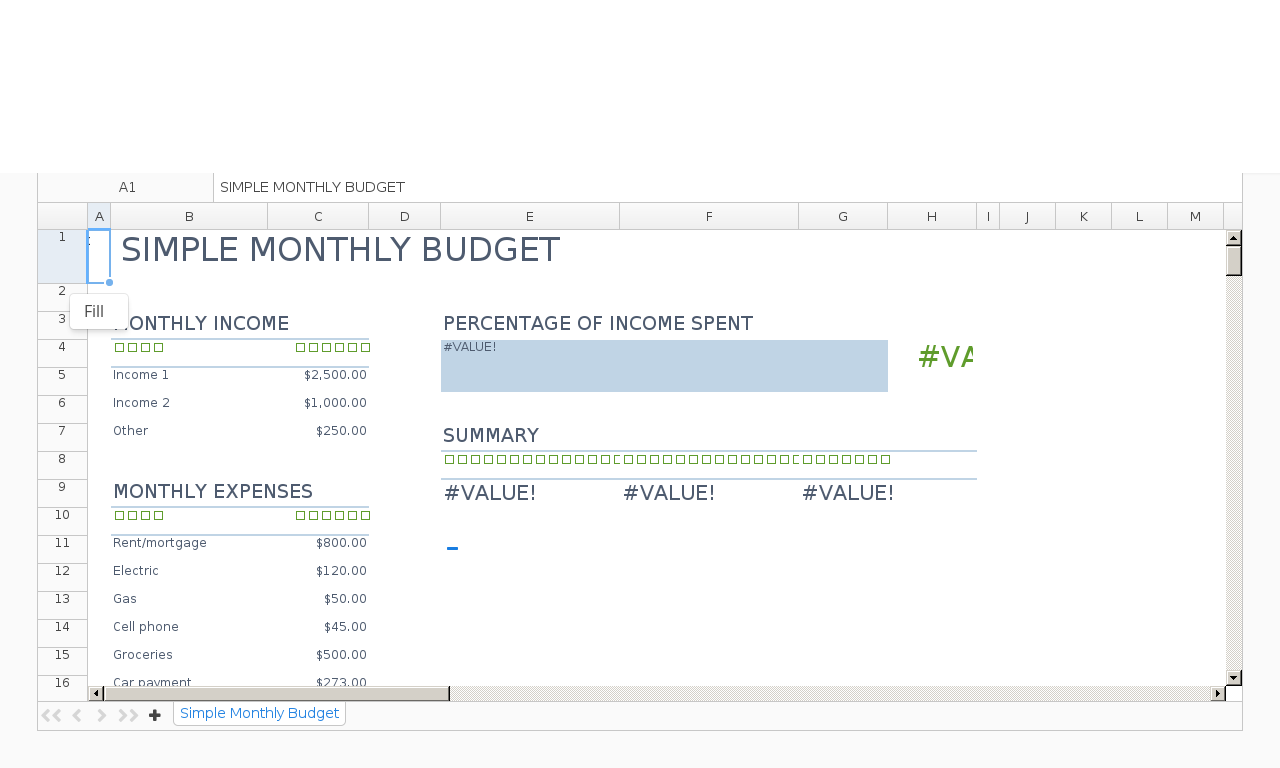 A1 SIMPLE MONTHLY BUDGET
A B C D E F G H I J K L M
1 SIMPLE MONTHLY BUDGET
2
Fill
3 MONTHLY INCOME PERCENTAGE OF INCOME SPENT
4 #VALUE! #VA
5 Income 1 $2,500.00
6 Income 2 $1,000.00
7 Other $250.00 SUMMARY
8
9 MONTHLY EXPENSES #VALUE! #VALUE! #VALUE!
10
11 Rent/mortgage $800.00
12 Electric $120.00
13 Gas $50.00
14 Cell phone $45.00
15 Groceries $500.00
16 Car payment $273.00
Simple Monthly Budget